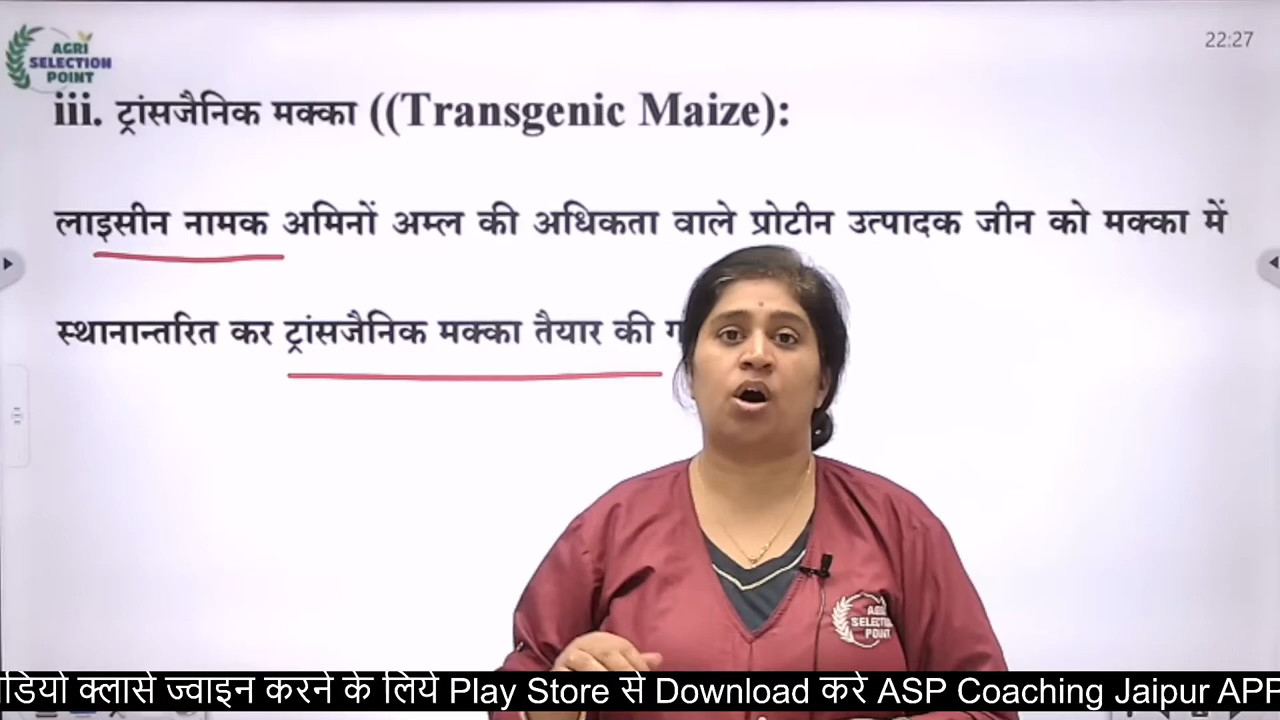 AGRI
SELECTION
POINT
22:27
iii. ट्रांसजैनिक मक्का ((Transgenic Maize):
लाइसीन नामक अमिनों अम्ल की अधिकता वाले प्रोटीन उत्पादक जीन को मक्का में
स्थानान्तरित कर ट्रांसजैनिक मक्का तैयार की
AGRI
SELECTION
POINT
क्लासे ज्वाइन करने के लिये Play Store से Download करे ASP Coaching Jaipur APP